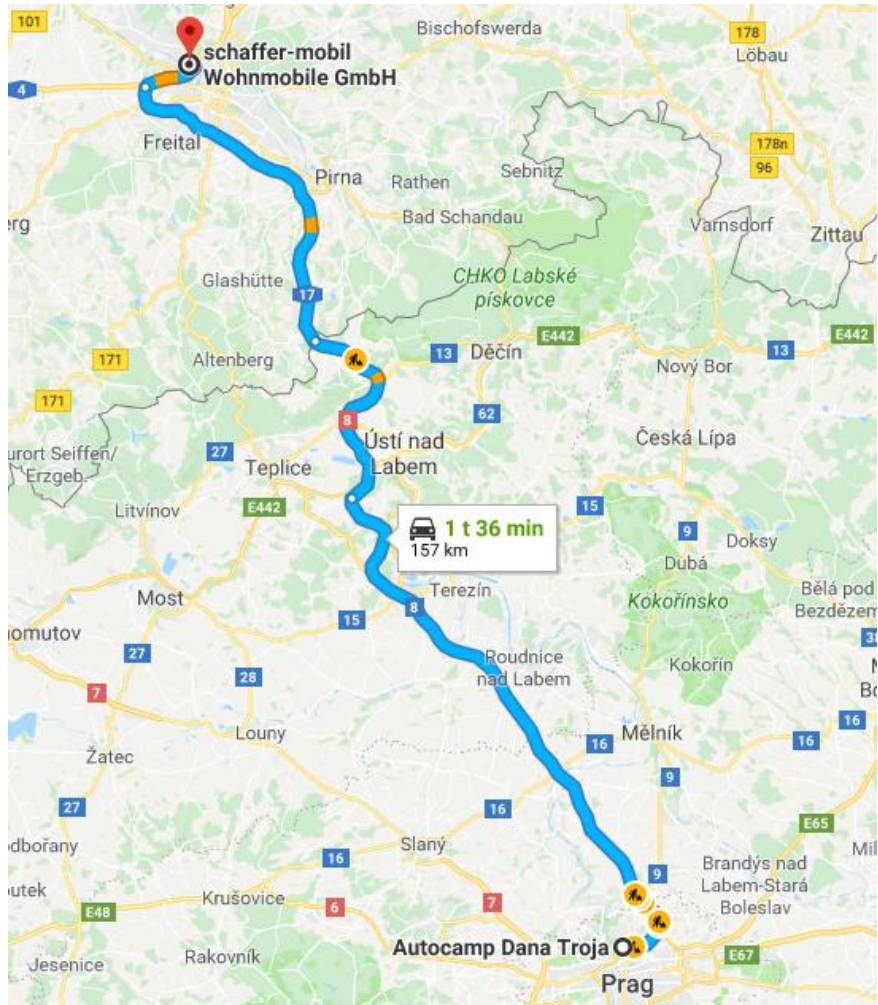 101
Bischofswerda
178
Löbau
schaffer-mobil
Wohnmobile GmbH
4
Freital
178n
96
Pirna
Rathen
Sebnitz
Bad Schandau
Varnsdorf
Zittau
erg
Glashütte
CHKO Labské
pískovce
17
E442
13
Děčín
E442
13
171
Altenberg
Nový Bor
171
62
8
Ústí nad
Labem
Česká Lípa
urort Seiffen/
Erzgeb.
27
Teplice
E442
15
Litvínov
1 t 36 min
157 km
9
Doksy
Dubá
Most
Terezín
Kokořínsko
Bělá pod
Bezdězem
8
15
nomutov
27
Roudnice
nad Labem
Kokořín
38
7
28
Louny
Mělník
16
16
16
Žatec
9
27
16
E65
odbořany
Slaný
16
Mil
9
Brandýs nad
Labem-Stará
Boleslav
outek
Krušovice
6
7
E48
Autocamp Dana Troja
E67
Jesenice
Rakovník
Prag